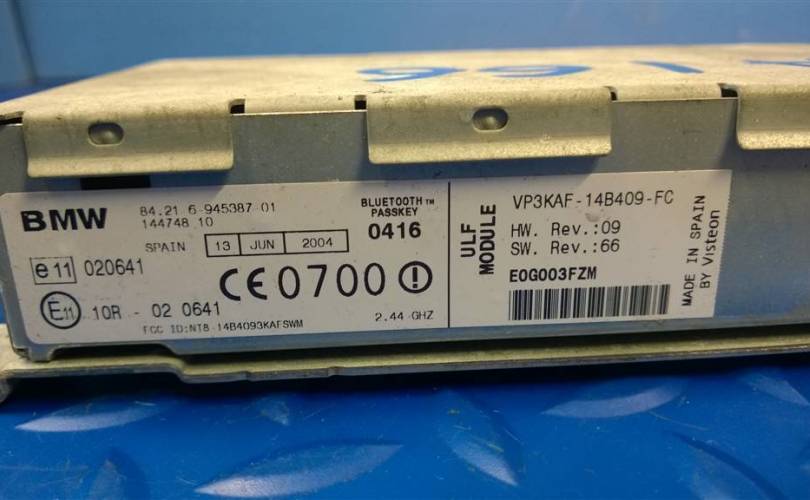 BMW
84.21 6-945387 01
144748 10
SPAIN 13 JUN 2004
BLUETOOTH™
PASSKEY
0416
e 11 020641
CE0700
E11 10R - 02 0641
FCC ID:NT8-14B4093KAFSWM
2.44 GHZ
ULF
MODULE
VP3KAF-14B409-FC
HW. Rev.:09
SW. Rev.:66
E0G003FZM
MADE IN SPAIN
BY Visteon